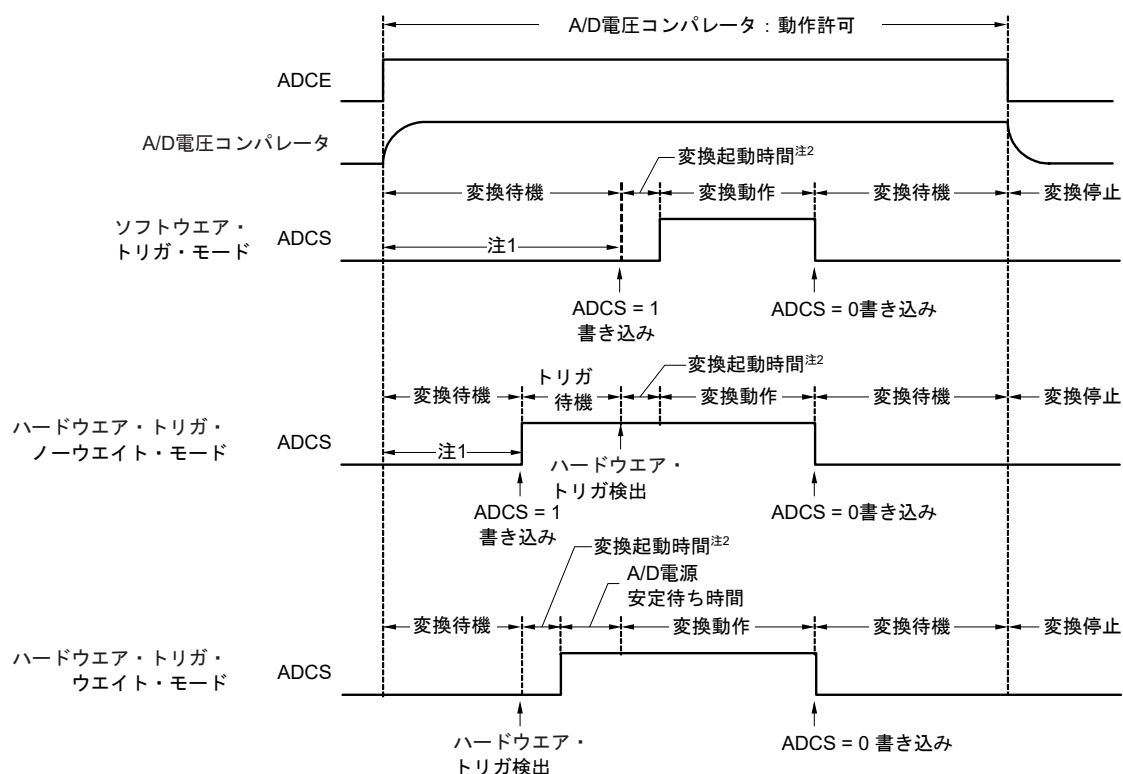 A/D電圧コンパレータ：動作許可
ADCE
A/D電圧コンパレータ
変換起動時間注2
変換待機
変換動作
変換待機
変換停止
ソフトウエア・
トリガ・モード
ADCS
注1
ADCS = 1
書き込み
ADCS = 0書き込み
変換起動時間注2
変換待機
トリガ
待機
変換動作
変換待機
変換停止
ハードウエア・トリガ・
ノーウエイト・モード
ADCS
注1
ハードウエア・
トリガ検出
ADCS = 1
書き込み
ADCS = 0書き込み
変換起動時間注2
A/D電源
安定待ち時間
変換待機
変換動作
変換待機
変換停止
ハードウエア・トリガ・
ウエイト・モード
ADCS
ハードウエア・
トリガ検出
ADCS = 0 書き込み